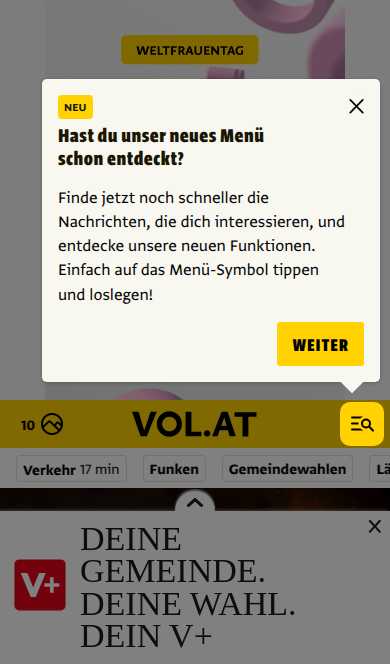 WELTFRAUENTAG
NEU
Hast du unser neues Menü
schon entdeckt?
Finde jetzt noch schneller die
Nachrichten, die dich interessieren, und
entdecke unsere neuen Funktionen.
Einfach auf das Menü-Symbol tippen
und loslegen!
WEITER
10 VOL.AT
Verkehr 17 min Funken Gemeindewahlen Lä
V+
DEINE
GEMEINDE.
DEINE WAHL.
DEIN V+